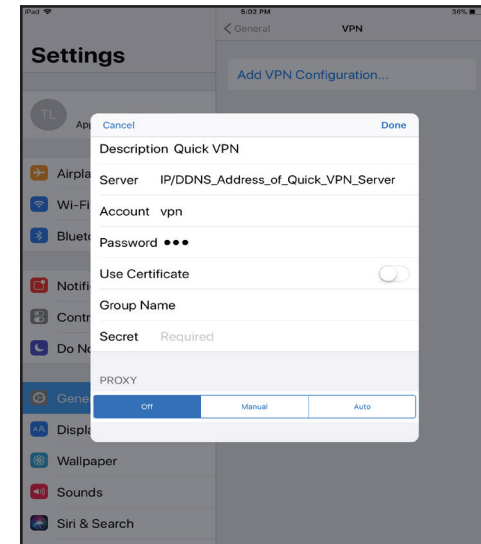 iPad 5:02 PM 36%
General VPN
Settings
Add VPN Configuration...
TL
App
Cancel Done
Description Quick VPN
Airpla
Server IP/DDNS_Address_of_Quick_VPN_Server
Wi-Fi
Account vpn
Blueto
Password •••
Use Certificate
Notifi
Group Name
Contr
Secret Required
Do No
PROXY
Gene
Off Manual Auto
Displa
Wallpaper
Sounds
Siri & Search